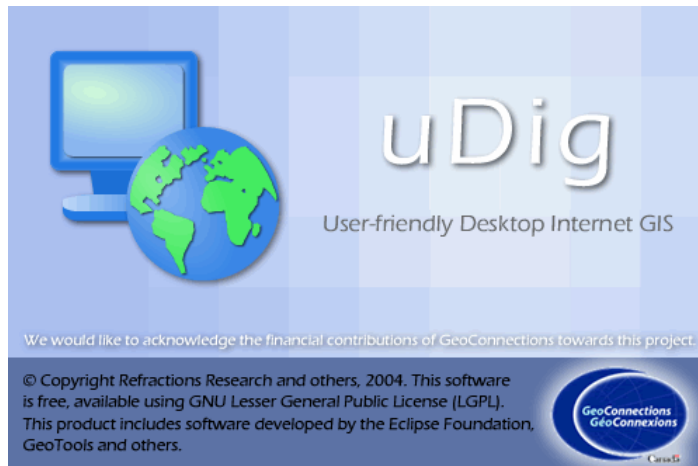 uDig
User-friendly Desktop Internet GIS
We would like to acknowledge the financial contributions of GeoConnections towards this project.
© Copyright Refractions Research and others, 2004. This software
is free, available using GNU Lesser General Public License (LGPL).
This product includes software developed by the Eclipse Foundation,
GeoTools and others.
GeoConnections
GéoConnexions
Canada